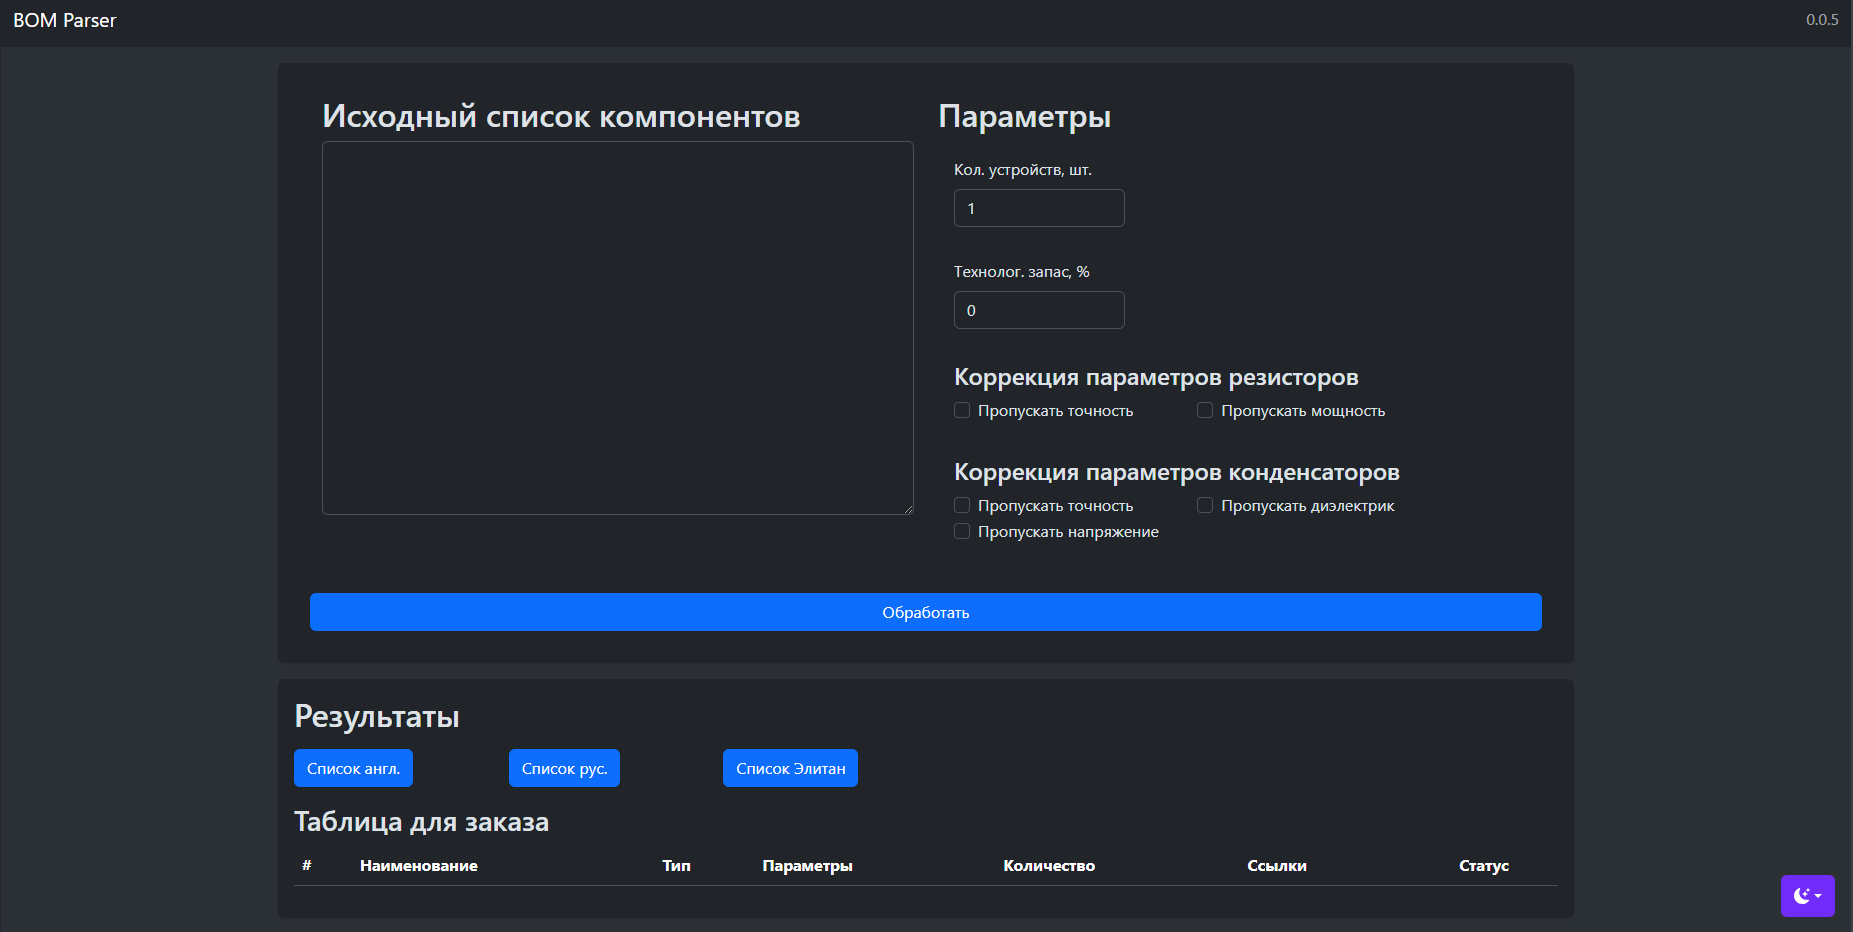 BOM Parser
0.0.5
Исходный список компонентов
Параметры
Кол. устройств, шт.
1
Технолог. запас, %
0
Коррекция параметров резисторов
Пропускать точность
Пропускать мощность
Коррекция параметров конденсаторов
Пропускать точность
Пропускать диэлектрик
Пропускать напряжение
Обработать
Результаты
Список англ.
Список рус.
Список Элитан
Таблица для заказа
# Наименование Тип Параметры Количество Ссылки Статус